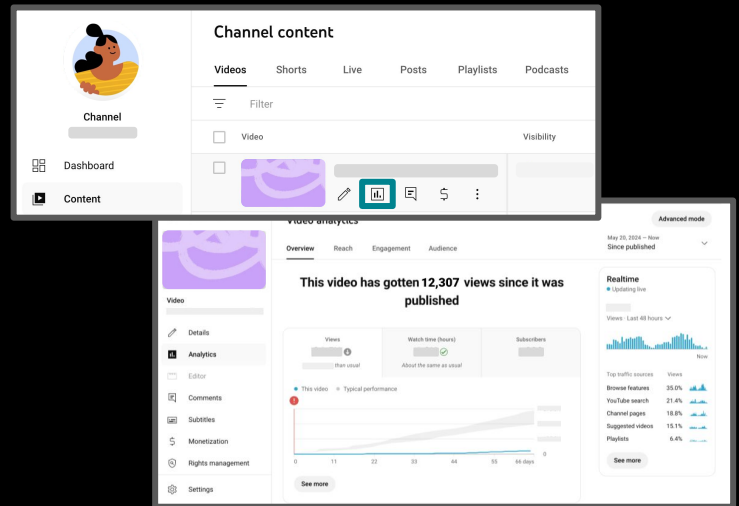 Channel content
Videos Shorts Live Posts Playlists Podcasts
Filter
Video Visibility
Channel
Dashboard
Content
Video analytics
Advanced mode
Overview Reach Engagement Audience
May 20, 2024 – Now
Since published
This video has gotten 12,307 views since it was
published
Video
Details
Analytics
Editor
Comments
Subtitles
Monetization
Rights management
Settings
Views Watch time (hours) Subscribers
than usual About the same as usual
This video Typical performance
0 11 22 33 44 55 66 days
0
See more
Realtime
Updating live
Views · Last 48 hours
Now
Top traffic sources Views
Browse features 35.0%
YouTube search 21.4%
Channel pages 18.8%
Suggested videos 15.1%
Playlists 6.4%
See more